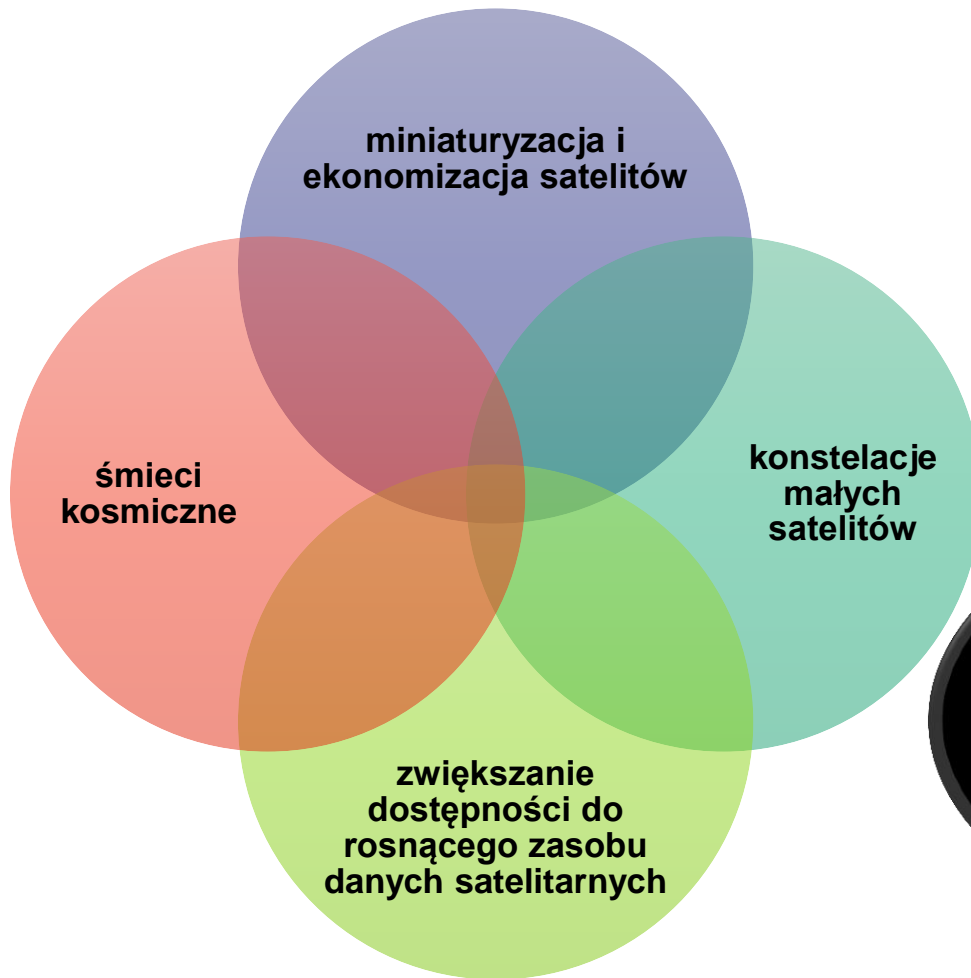 miniaturyzacja i
ekonomizacja satelitów
śmieci
kosmiczne
konstelacje
małych
satelitów
zwiększanie
dostępności do
rosnącego zasobu
danych satelitarnych